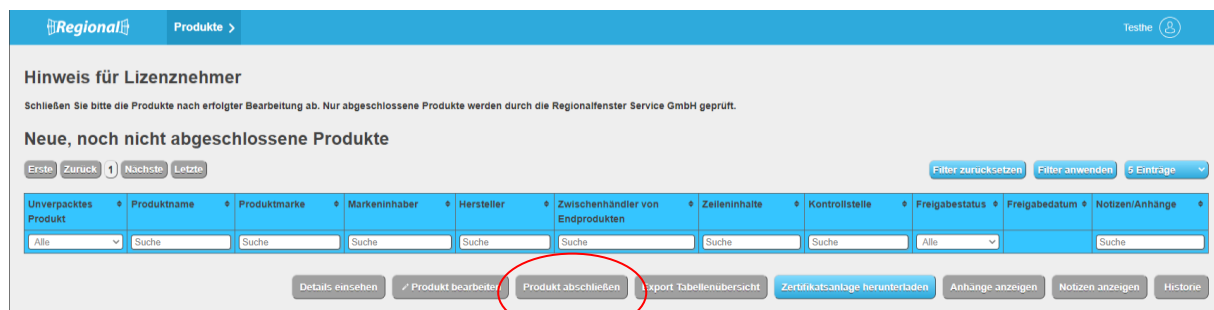 Regional Produkte > Testhe
Hinweis für Lizenznehmer
Schließen Sie bitte die Produkte nach erfolgter Bearbeitung ab. Nur abgeschlossene Produkte werden durch die Regionalfenster Service GmbH geprüft.
Neue, noch nicht abgeschlossene Produkte
Erste Zurück 1 Nächste Letzte Filter zurücksetzen Filter anwenden 5 Einträge
Unverpacktes Produkt Produktname Produktmarke Markeninhaber Hersteller Zwischenhändler von Endprodukten Zeileninhalte Kontrollstelle Freigabestatus Freigabedatum Notizen/Anhänge
Alle Suche Suche Suche Suche Suche Suche Suche Alle Suche
Details einsehen Produkt bearbeiten Produkt abschließen Export Tabellenübersicht Zertifikatsanlage herunterladen Anhänge anzeigen Notizen anzeigen Historie